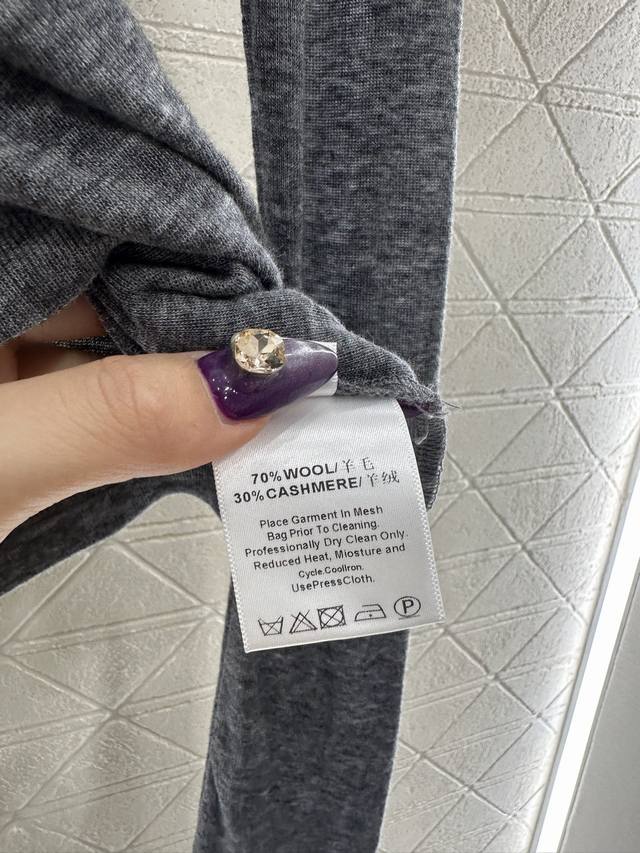 70%WOOL/羊毛
30%CASHMERE/羊绒
Place Garment In Mesh
Bag Prior To Cleaning.
Professionally Dry Clean Only.
Reduced Heat, Miosture and
Cycle.CoolIron.
UsePressCloth.
P